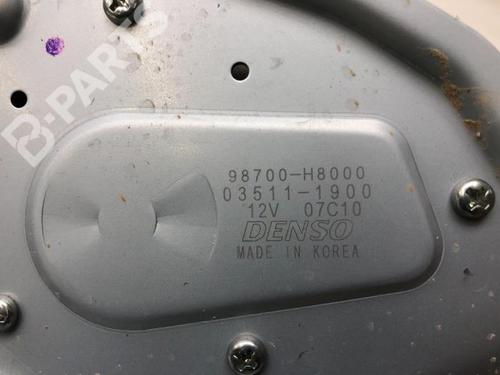 B-PARTS
98700-H8000
03511-1900
12V 07C10
DENSO
MADE IN KOREA